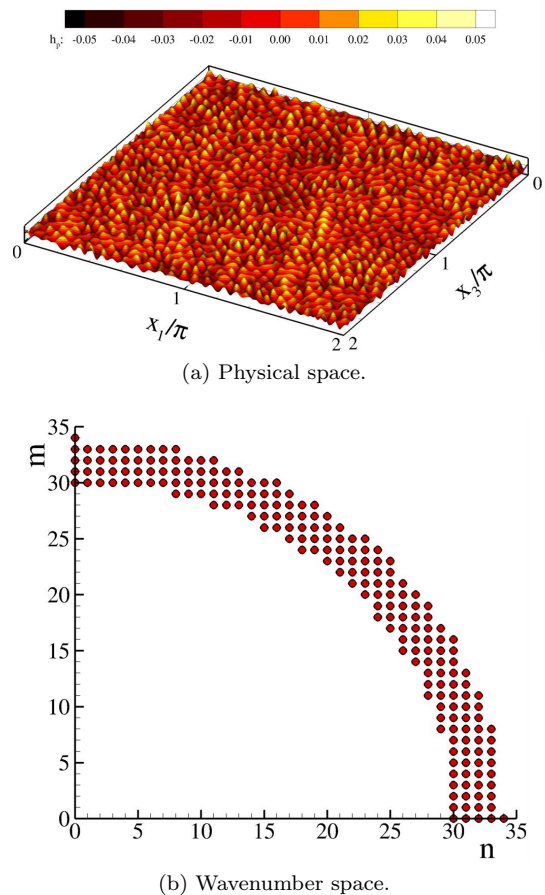 h_p: -0.05 -0.04 -0.03 -0.02 -0.01 0.00 0.01 0.02 0.03 0.04 0.05
0
0
1
1
x_3/π
x_1/π
2 2
(a) Physical space.
35
m
30
25
20
15
10
5
0
0 5 10 15 20 25 30 35
n
(b) Wavenumber space.